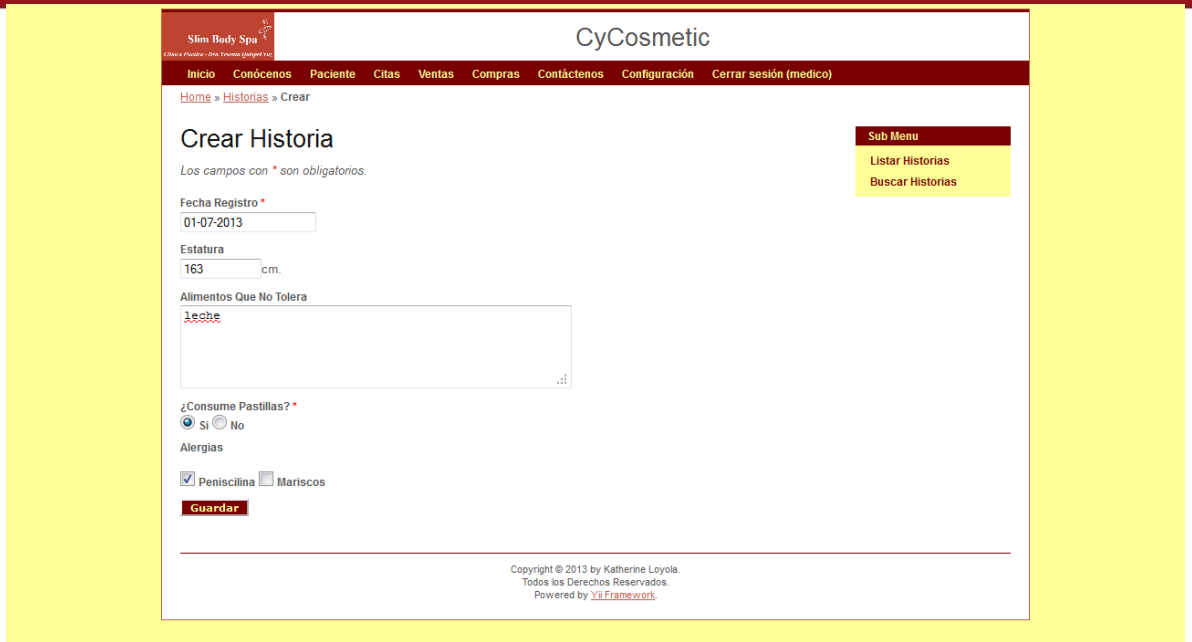 Slim Body Spa
CyCosmetic
Inicio Conócenos Paciente Citas Ventas Compras Contáctenos Configuración Cerrar sesión (medico)
Home » Historias » Crear
Crear Historia
Sub Menu
Los campos con * son obligatorios.
Listar Historias
Buscar Historias
Fecha Registro *
01-07-2013
Estatura
163 cm.
Alimentos Que No Tolera
leche
¿Consume Pastillas? *
Si No
Alergias
Peniscilina Mariscos
Guardar
Copyright © 2013 by Katherine Loyola.
Todos los Derechos Reservados.
Powered by Yii Framework.